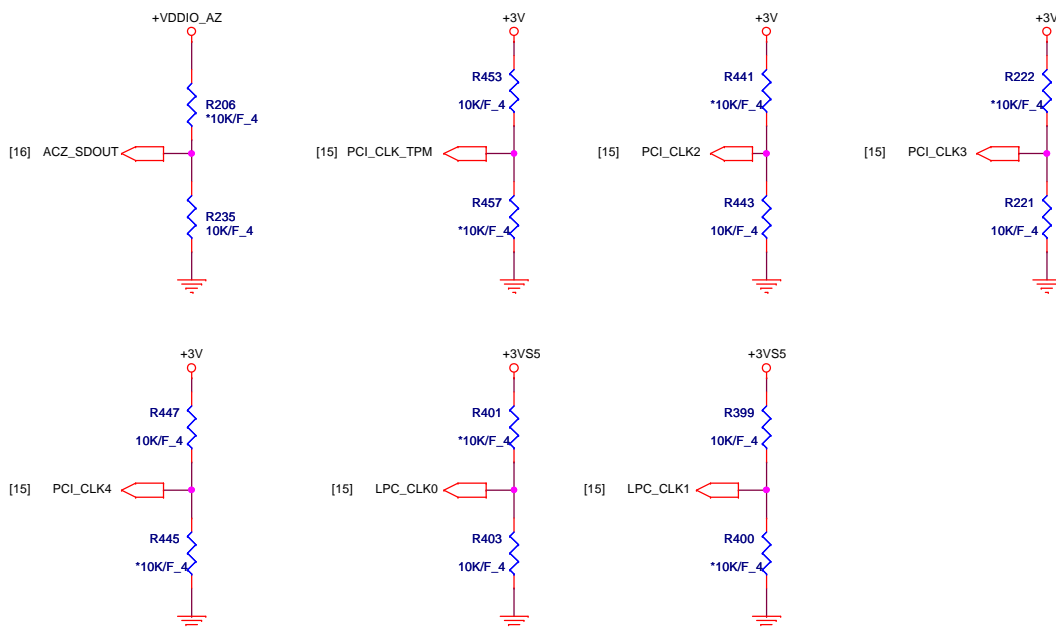 +VDDIO_AZ
R206
*10K/F_4
[16] ACZ_SDOUT
R235
10K/F_4
+3V
R453
10K/F_4
[15] PCI_CLK_TPM
R457
*10K/F_4
+3V
R441
*10K/F_4
[15] PCI_CLK2
R443
10K/F_4
+3V
R222
*10K/F_4
[15] PCI_CLK3
R221
10K/F_4
+3V
R447
10K/F_4
[15] PCI_CLK4
R445
*10K/F_4
+3VS5
R401
*10K/F_4
[15] LPC_CLK0
R403
10K/F_4
+3VS5
R399
10K/F_4
[15] LPC_CLK1
R400
*10K/F_4